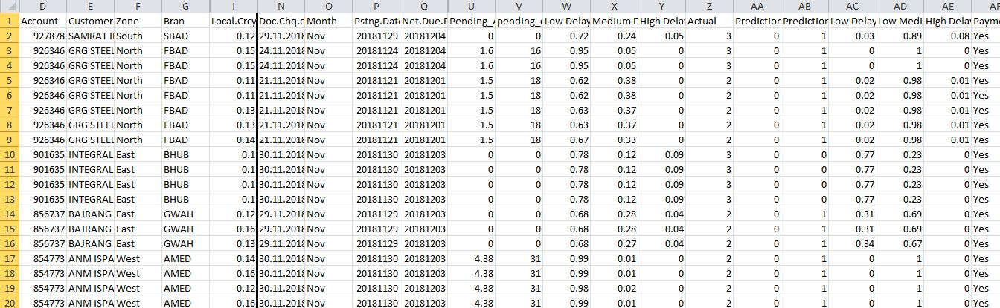 D E F G I N O P Q U V W X Y Z AA AB AC AD AE AF
1 Account Customer Zone Bran Local.Crcy Doc.Chq.d Month Pstng.Dat Net.Due.D Pending_A pending_d Low Delay Medium D High Delay Actual Prediction Prediction Low Delay Low Medi High Delay Payme
2 927878 SAMRAT I South SBAD 0.12 29.11.2018 Nov 20181129 20181204 0 0 0.72 0.24 0.05 3 0 1 0.03 0.89 0.08 Yes
3 926346 GRG STEEL North FBAD 0.15 24.11.2018 Nov 20181124 20181204 1.6 16 0.95 0.05 0 3 0 1 0 1 0 Yes
4 926346 GRG STEEL North FBAD 0.15 24.11.2018 Nov 20181124 20181204 1.6 16 0.95 0.05 0 3 0 1 0 1 0 Yes
5 926346 GRG STEEL North FBAD 0.11 21.11.2018 Nov 20181121 20181201 1.5 18 0.62 0.38 0 2 0 1 0.02 0.98 0.01 Yes
6 926346 GRG STEEL North FBAD 0.11 21.11.2018 Nov 20181121 20181201 1.5 18 0.62 0.38 0 2 0 1 0.02 0.98 0.01 Yes
7 926346 GRG STEEL North FBAD 0.13 21.11.2018 Nov 20181121 20181201 1.5 18 0.63 0.37 0 2 0 1 0.02 0.98 0.01 Yes
8 926346 GRG STEEL North FBAD 0.13 21.11.2018 Nov 20181121 20181201 1.5 18 0.63 0.37 0 2 0 1 0.02 0.98 0.01 Yes
9 926346 GRG STEEL North FBAD 0.14 21.11.2018 Nov 20181121 20181201 1.5 18 0.67 0.33 0 2 0 1 0.02 0.98 0.01 Yes
10 901635 INTEGRAL East BHUB 0.1 30.11.2018 Nov 20181130 20181203 0 0 0.78 0.12 0.09 3 0 0 0.77 0.23 0 Yes
11 901635 INTEGRAL East BHUB 0.1 30.11.2018 Nov 20181130 20181203 0 0 0.78 0.12 0.09 3 0 0 0.77 0.23 0 Yes
12 901635 INTEGRAL East BHUB 0.1 30.11.2018 Nov 20181130 20181203 0 0 0.78 0.12 0.09 3 0 0 0.77 0.23 0 Yes
13 901635 INTEGRAL East BHUB 0.1 30.11.2018 Nov 20181130 20181203 0 0 0.78 0.12 0.09 3 0 0 0.77 0.23 0 Yes
14 856737 BAJRANG East GWAH 0.12 29.11.2018 Nov 20181129 20181203 0 0 0.68 0.28 0.04 2 0 1 0.31 0.69 0 Yes
15 856737 BAJRANG East GWAH 0.16 29.11.2018 Nov 20181129 20181203 0 0 0.68 0.28 0.04 2 0 1 0.31 0.69 0 Yes
16 856737 BAJRANG East GWAH 0.13 29.11.2018 Nov 20181129 20181203 0 0 0.68 0.27 0.04 2 0 1 0.34 0.67 0 Yes
17 854773 ANM ISPA West AMED 0.14 30.11.2018 Nov 20181130 20181203 4.38 31 0.99 0.01 0 2 0 1 0 1 0 Yes
18 854773 ANM ISPA West AMED 0.16 30.11.2018 Nov 20181130 20181203 4.38 31 0.99 0.01 0 2 0 1 0 1 0 Yes
19 854773 ANM ISPA West AMED 0.12 30.11.2018 Nov 20181130 20181203 4.38 31 0.98 0.02 0 2 0 1 0 1 0 Yes
20 854773 ANM ISPA West AMED 0.16 30.11.2018 Nov 20181130 20181203 4.38 31 0.99 0.01 0 2 0 1 0 1 0 Yes